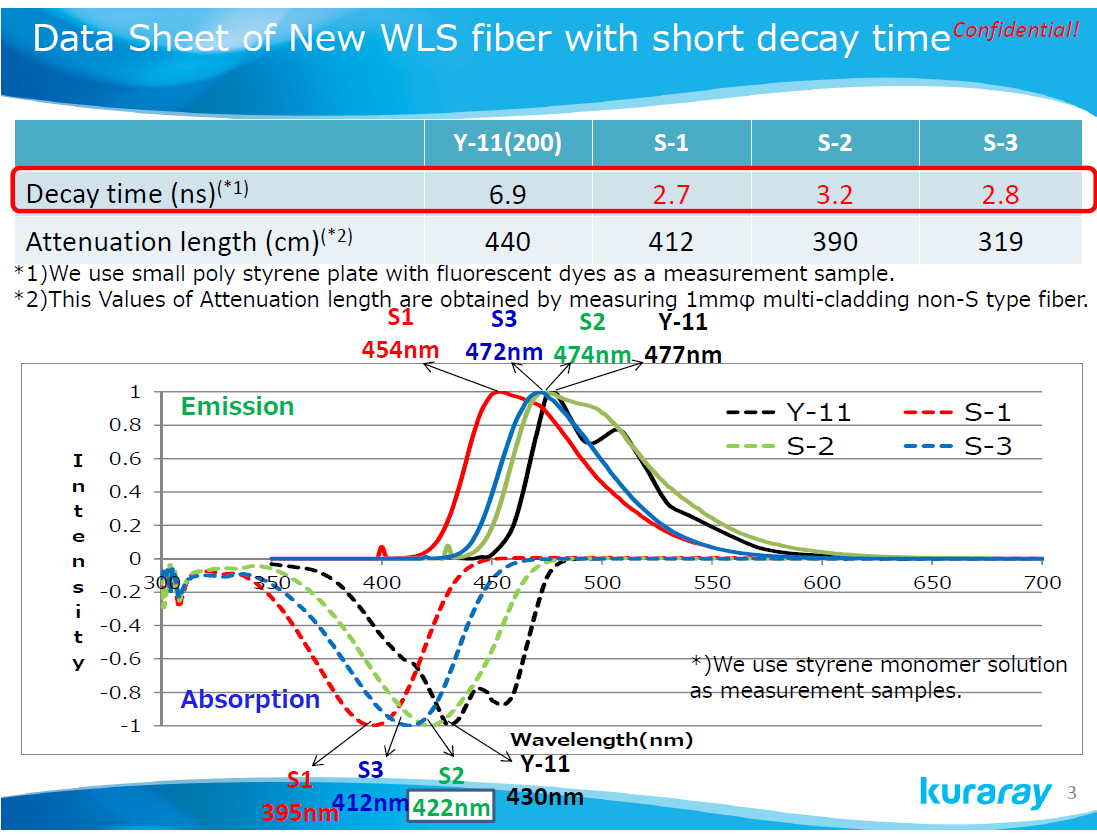 Data Sheet of New WLS fiber with short decay time
Confidential!
Y-11(200) S-1 S-2 S-3
Decay time (ns)(*1) 6.9 2.7 3.2 2.8
Attenuation length (cm)(*2) 440 412 390 319
*1)We use small poly styrene plate with fluorescent dyes as a measurement sample.
*2)This Values of Attenuation length are obtained by measuring 1mmφ multi-cladding non-S type fiber.
S1 S3 S2 Y-11
454nm 472nm 474nm 477nm
Emission
Y-11 S-1
S-2 S-3
Intensity
1
0.8
0.6
0.4
0.2
0
-0.2
-0.4
-0.6
-0.8
-1
300 350 400 450 500 550 600 650 700
*)We use styrene monomer solution
as measurement samples.
Absorption
Wavelength(nm)
S1 S3 S2 Y-11
395nm 412nm 422nm 430nm
kuraray
3